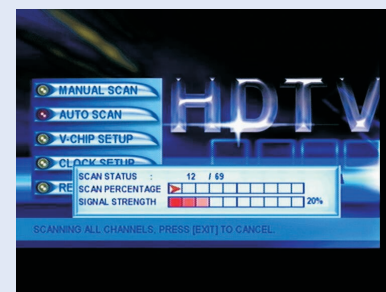 MANUAL SCAN
HDTV
AUTO SCAN
V-CHIP SETUP
CLOCK SETUP
RE
SCAN STATUS : 12 / 69
SCAN PERCENTAGE
SIGNAL STRENGTH 20%
SCANNING ALL CHANNELS, PRESS [EXIT] TO CANCEL.